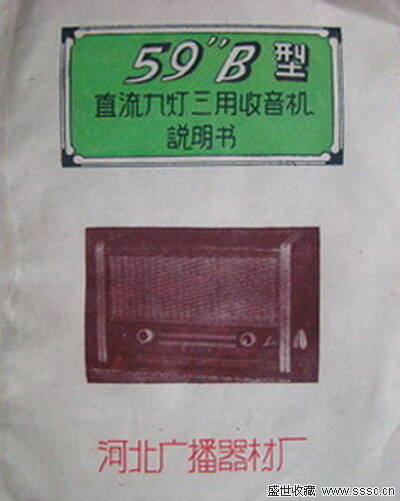 59"B 型
直流九灯三用收音机
説明书
河北广播器材厂
盛世收藏 / www.sssc.cn